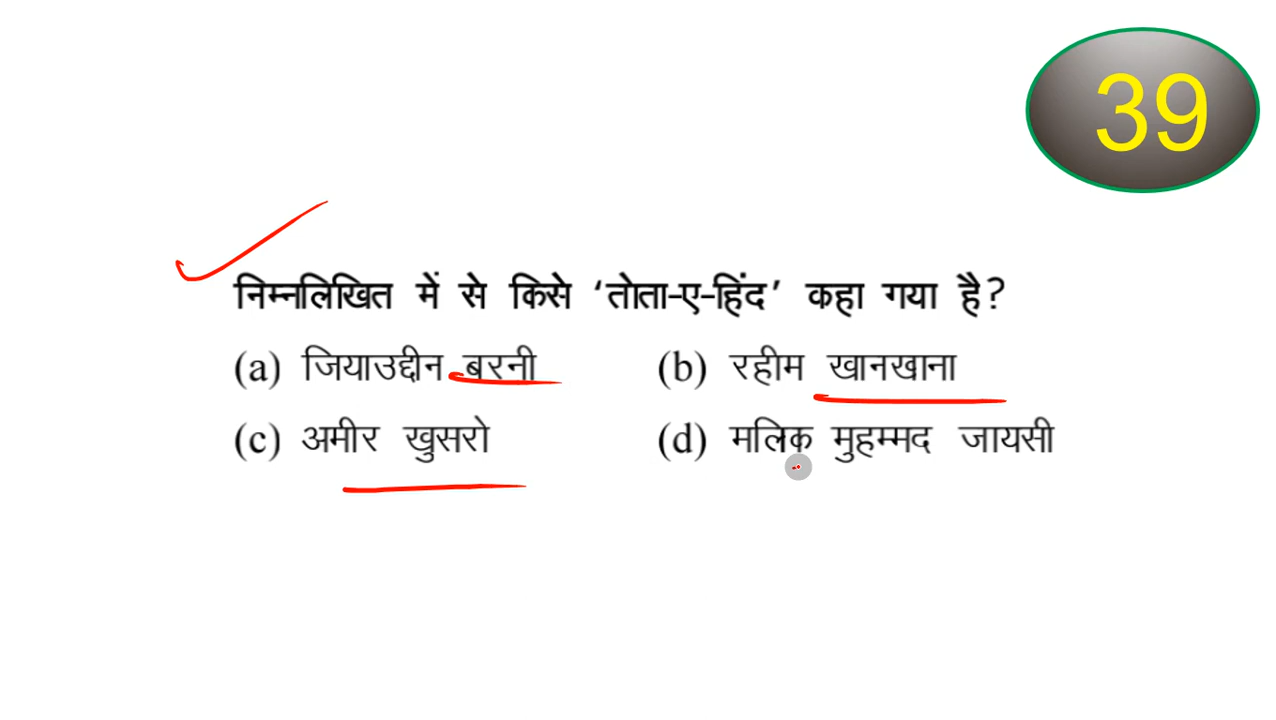 39
निम्नलिखित में से किसे ‘तोता-ए-हिंद’ कहा गया है?
(a) जियाउद्दीन बरनी (b) रहीम खानखाना
(c) अमीर खुसरो (d) मलिक मुहम्मद जायसी